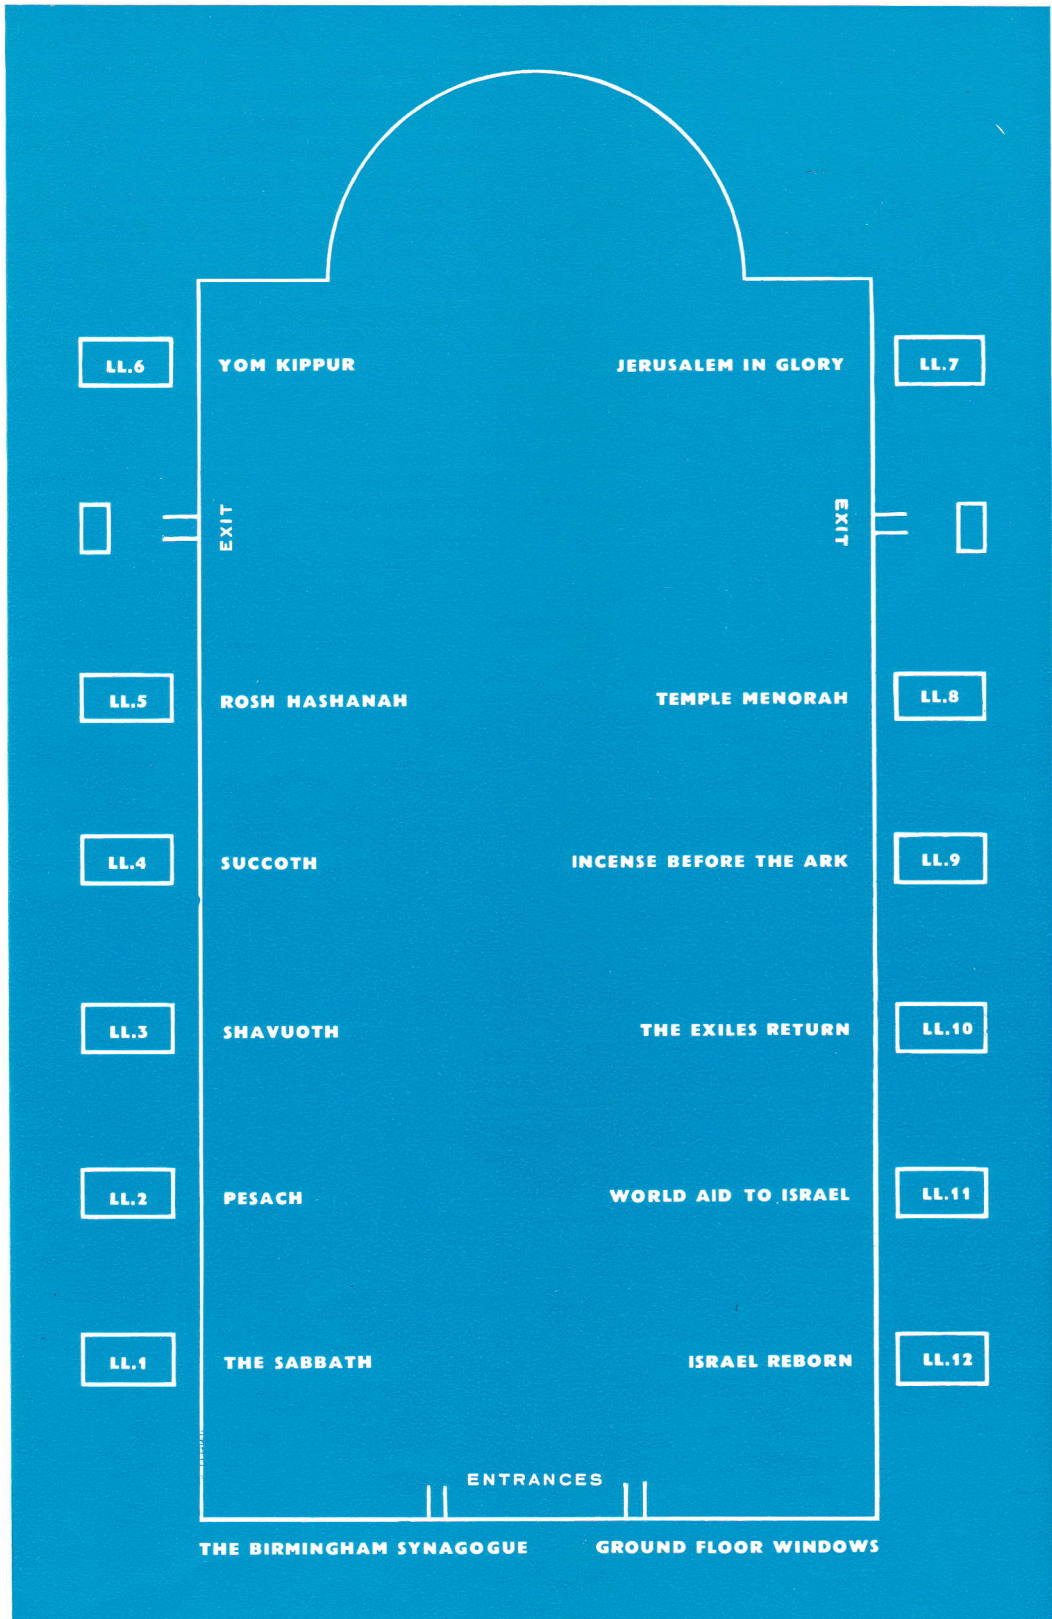 LL.6 YOM KIPPUR JERUSALEM IN GLORY LL.7
EXIT EXIT
LL.5 ROSH HASHANAH TEMPLE MENORAH LL.8
LL.4 SUCCOTH INCENSE BEFORE THE ARK LL.9
LL.3 SHAVUOTH THE EXILES RETURN LL.10
LL.2 PESACH WORLD AID TO ISRAEL LL.11
LL.1 THE SABBATH ISRAEL REBORN LL.12
ENTRANCES
THE BIRMINGHAM SYNAGOGUE GROUND FLOOR WINDOWS